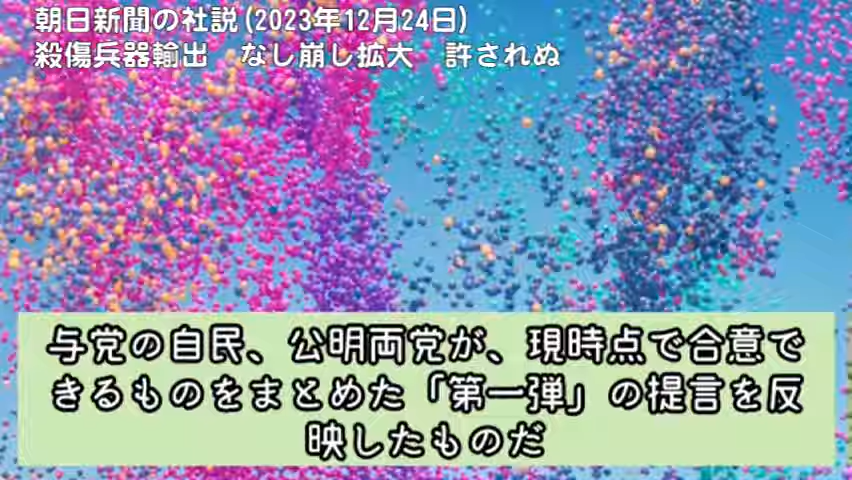 朝日新聞の社説(2023年12月24日)
殺傷兵器輸出　なし崩し拡大　許されぬ
与党の自民、公明両党が、現時点で合意で
きるものをまとめた「第一弾」の提言を反
映したものだ